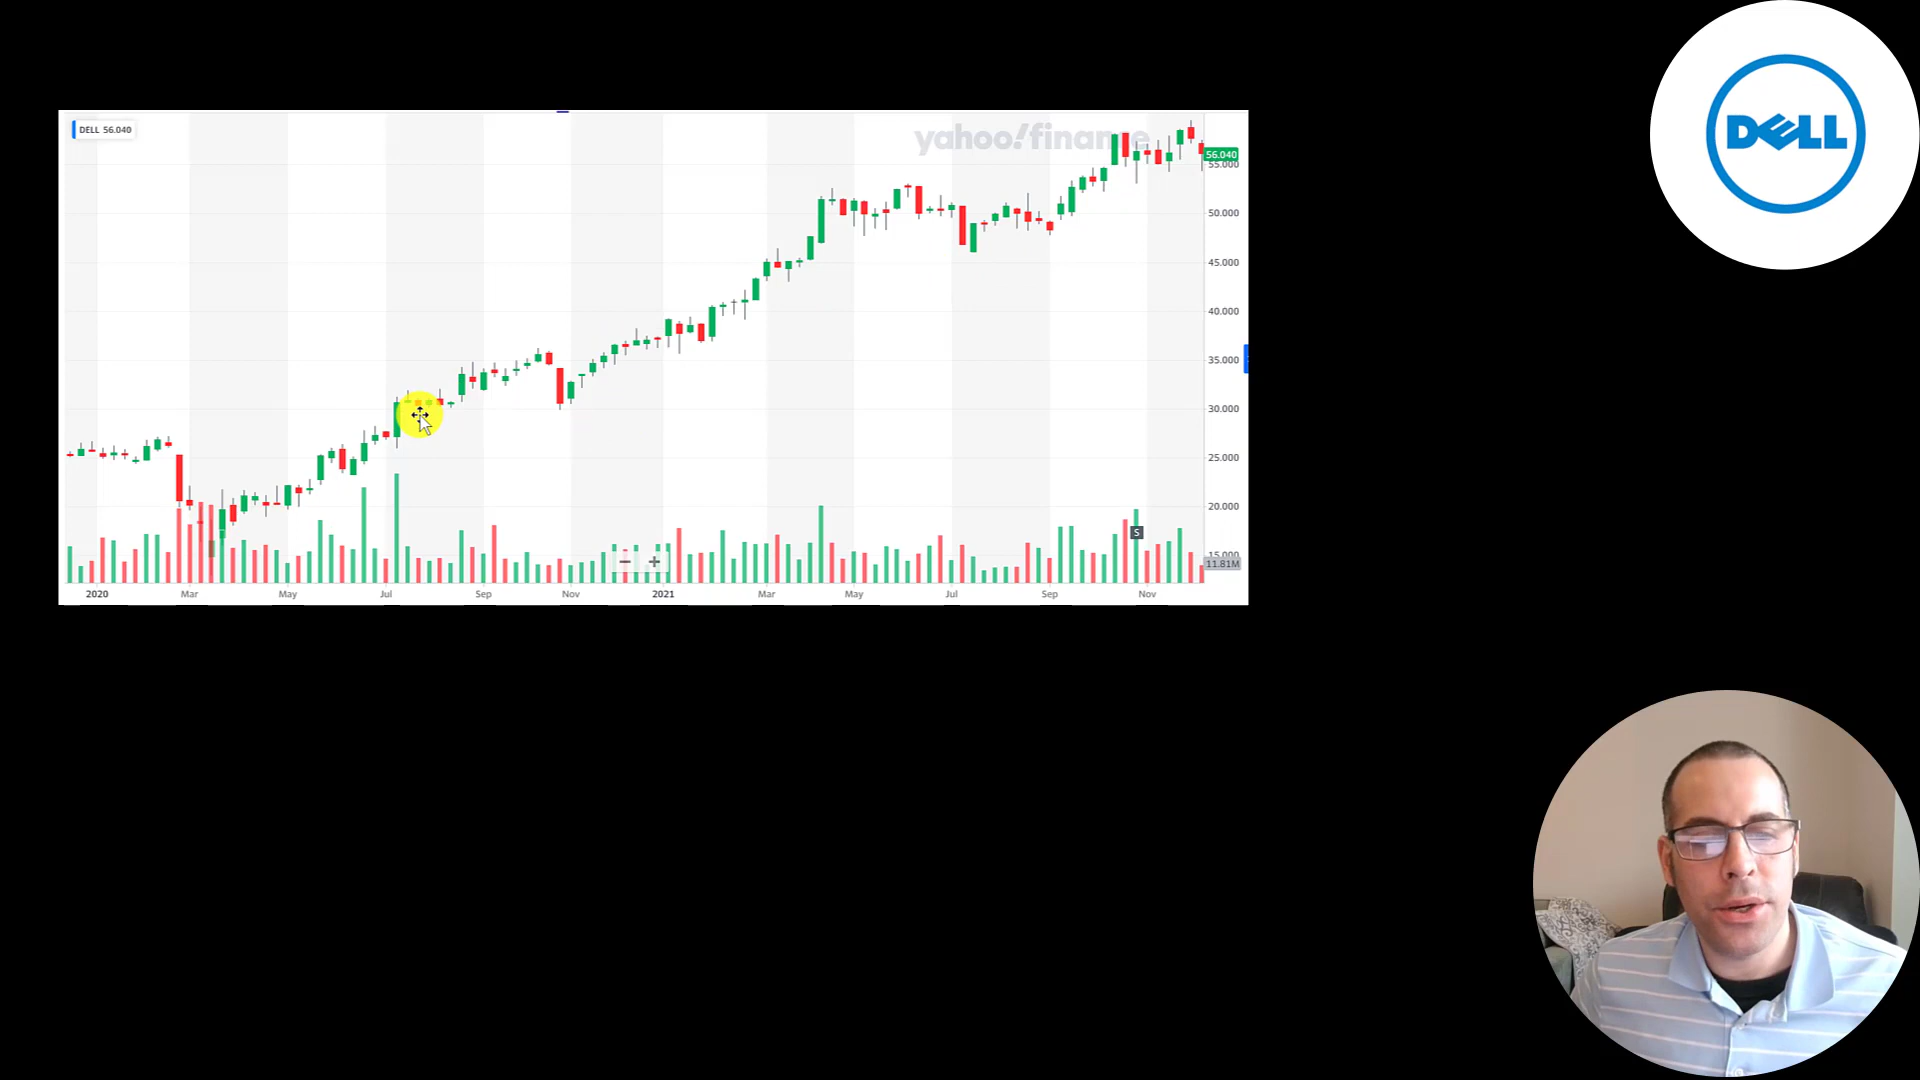 DELL 56.040
yahoo!finance
DELL
56.040
55.000
50.000
45.000
40.000
35.000
30.000
25.000
20.000
S
15.000
11.81M
− +
2020 Mar May Jul Sep Nov 2021 Mar May Jul Sep Nov